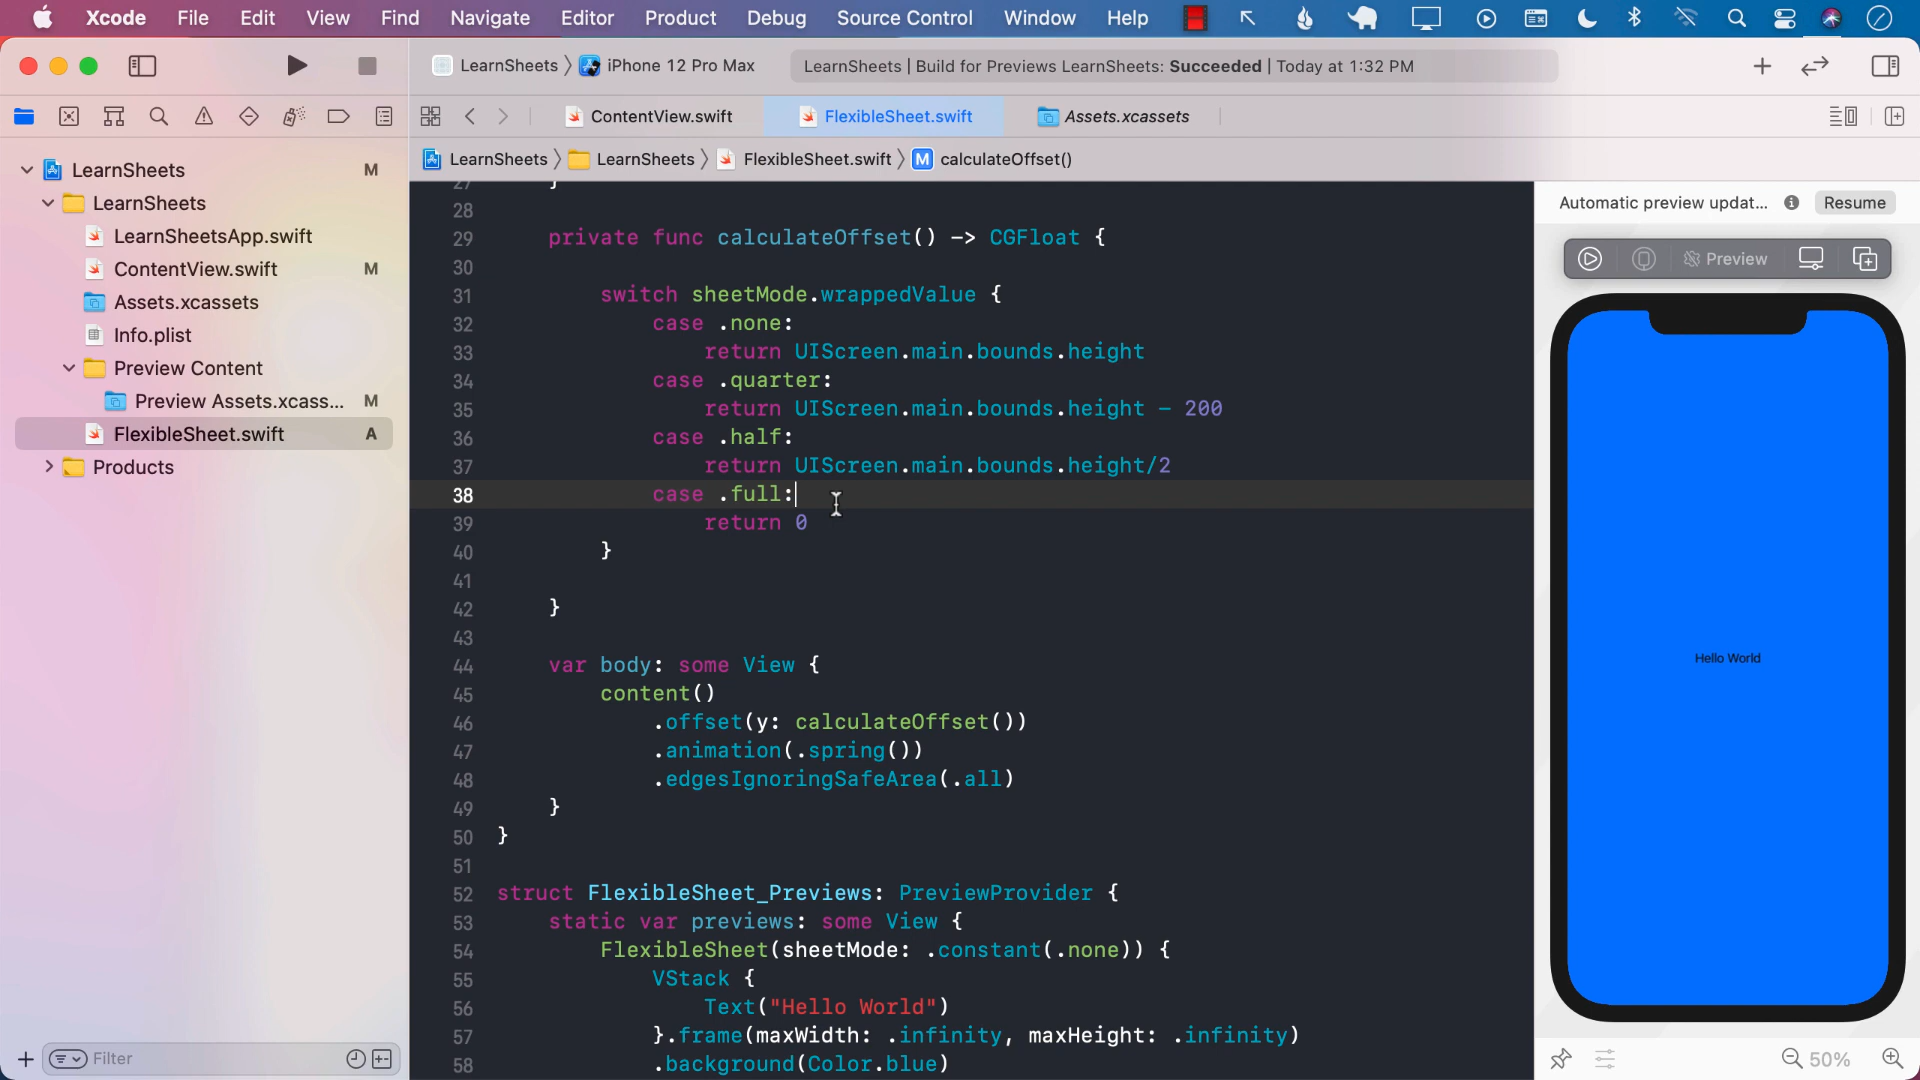 Xcode File Edit View Find Navigate Editor Product Debug Source Control Window Help
LearnSheets iPhone 12 Pro Max LearnSheets | Build for Previews LearnSheets: Succeeded | Today at 1:32 PM
ContentView.swift FlexibleSheet.swift Assets.xcassets
LearnSheets LearnSheets FlexibleSheet.swift M calculateOffset()
LearnSheets M
LearnSheets
LearnSheetsApp.swift
ContentView.swift M
Assets.xcassets
Info.plist
Preview Content
Preview Assets.xcass... M
FlexibleSheet.swift A
Products
Filter
27 }
28
29 private func calculateOffset() -> CGFloat {
30
31 switch sheetMode.wrappedValue {
32 case .none:
33 return UIScreen.main.bounds.height
34 case .quarter:
35 return UIScreen.main.bounds.height - 200
36 case .half:
37 return UIScreen.main.bounds.height/2
38 case .full:
39 return 0
40 }
41
42 }
43
44 var body: some View {
45 content()
46 .offset(y: calculateOffset())
47 .animation(.spring())
48 .edgesIgnoringSafeArea(.all)
49 }
50 }
51
52 struct FlexibleSheet_Previews: PreviewProvider {
53 static var previews: some View {
54 FlexibleSheet(sheetMode: .constant(.none)) {
55 VStack {
56 Text("Hello World")
57 }.frame(maxWidth: .infinity, maxHeight: .infinity)
58 .background(Color.blue)
Automatic preview updat... Resume
Preview
Hello World
50%